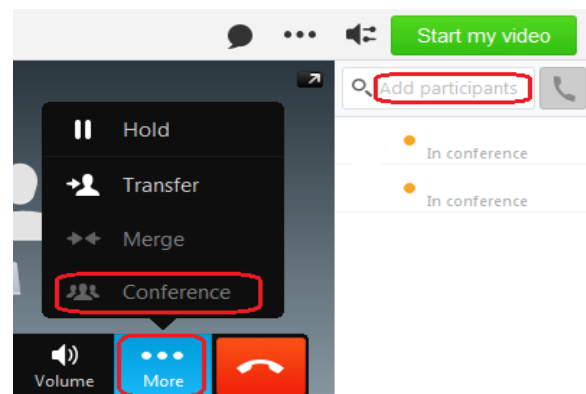 Start my video
Add participants
In conference
In conference
Hold
Transfer
Merge
Conference
Volume
More